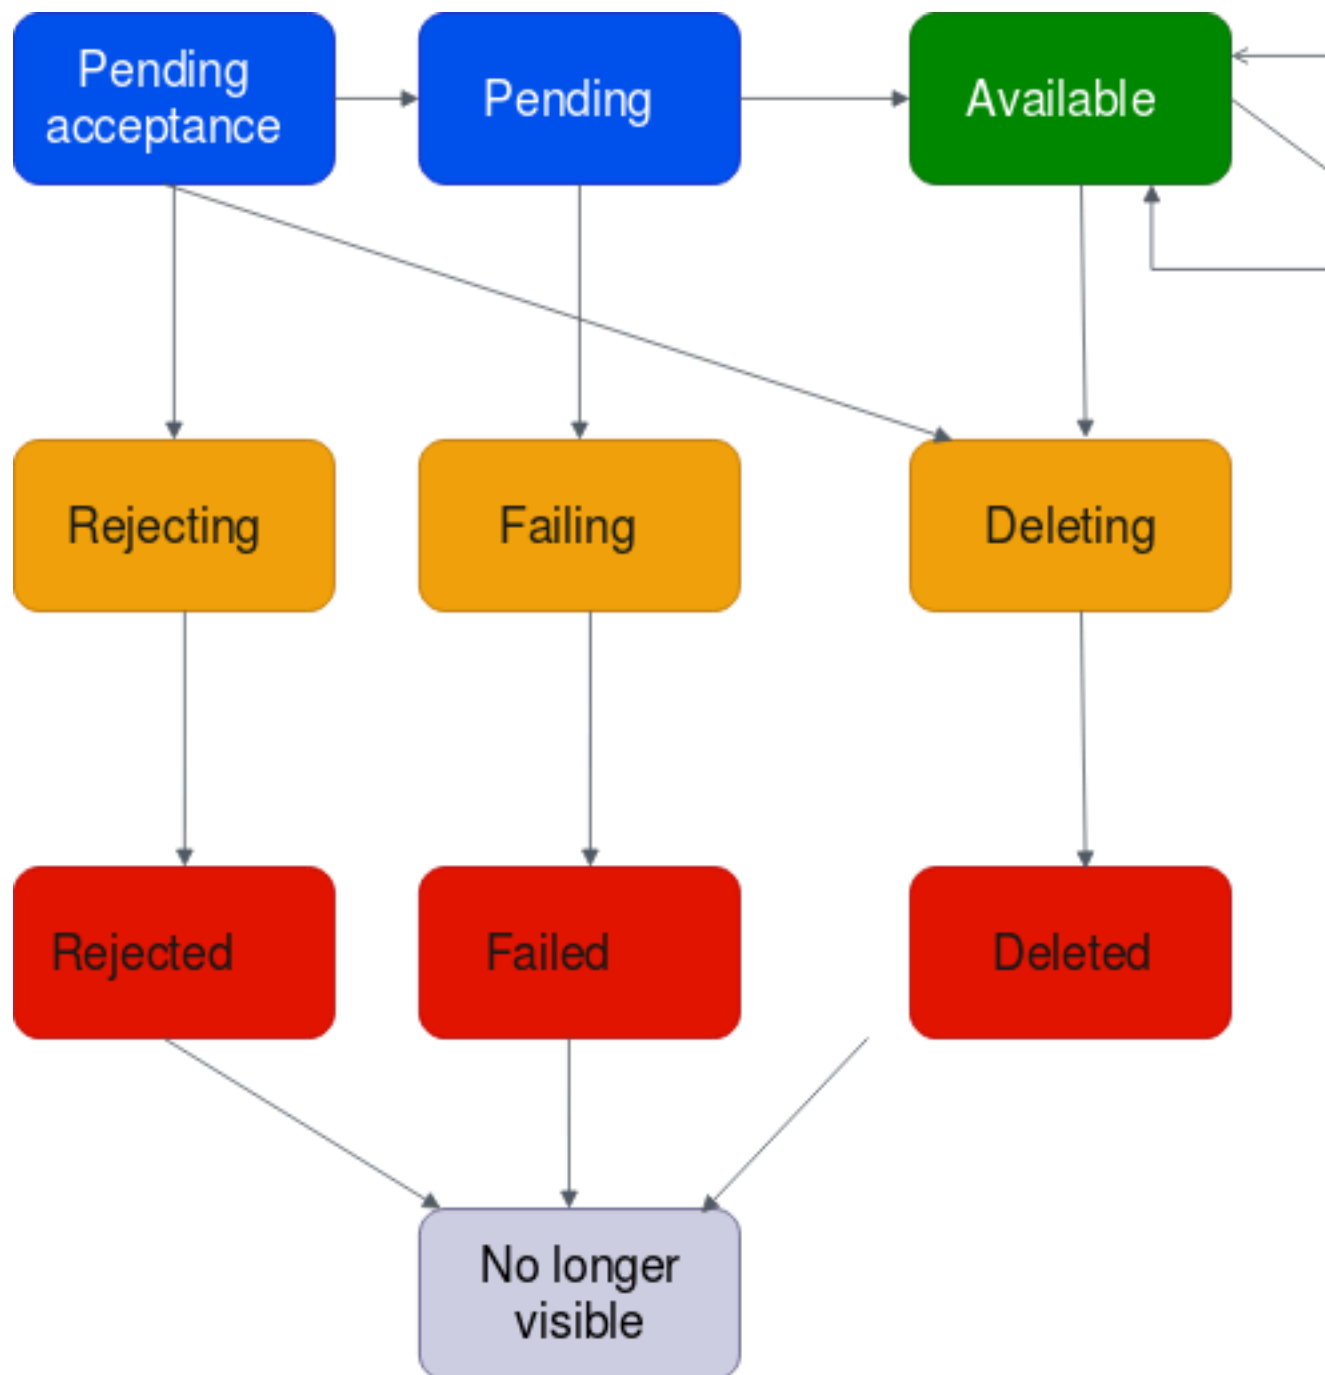 Pending
acceptance
Pending
Available
Rejecting
Failing
Deleting
Rejected
Failed
Deleted
No longer
visible